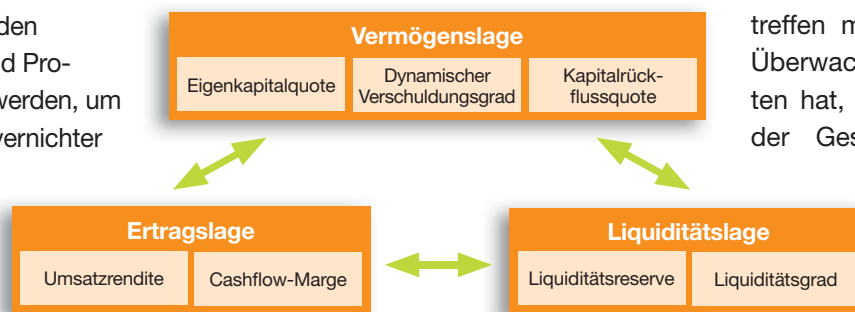 den
d Pro-
werden, um
vernichter
Vermögenslage
Eigenkapitalquote
Dynamischer
Verschuldungsgrad
Kapitalrück-
flussquote
treffen m
Überwac
ten hat,
der Ges
Ertragslage
Umsatzrendite
Cashflow-Marge
Liquiditätslage
Liquiditätsreserve
Liquiditätsgrad